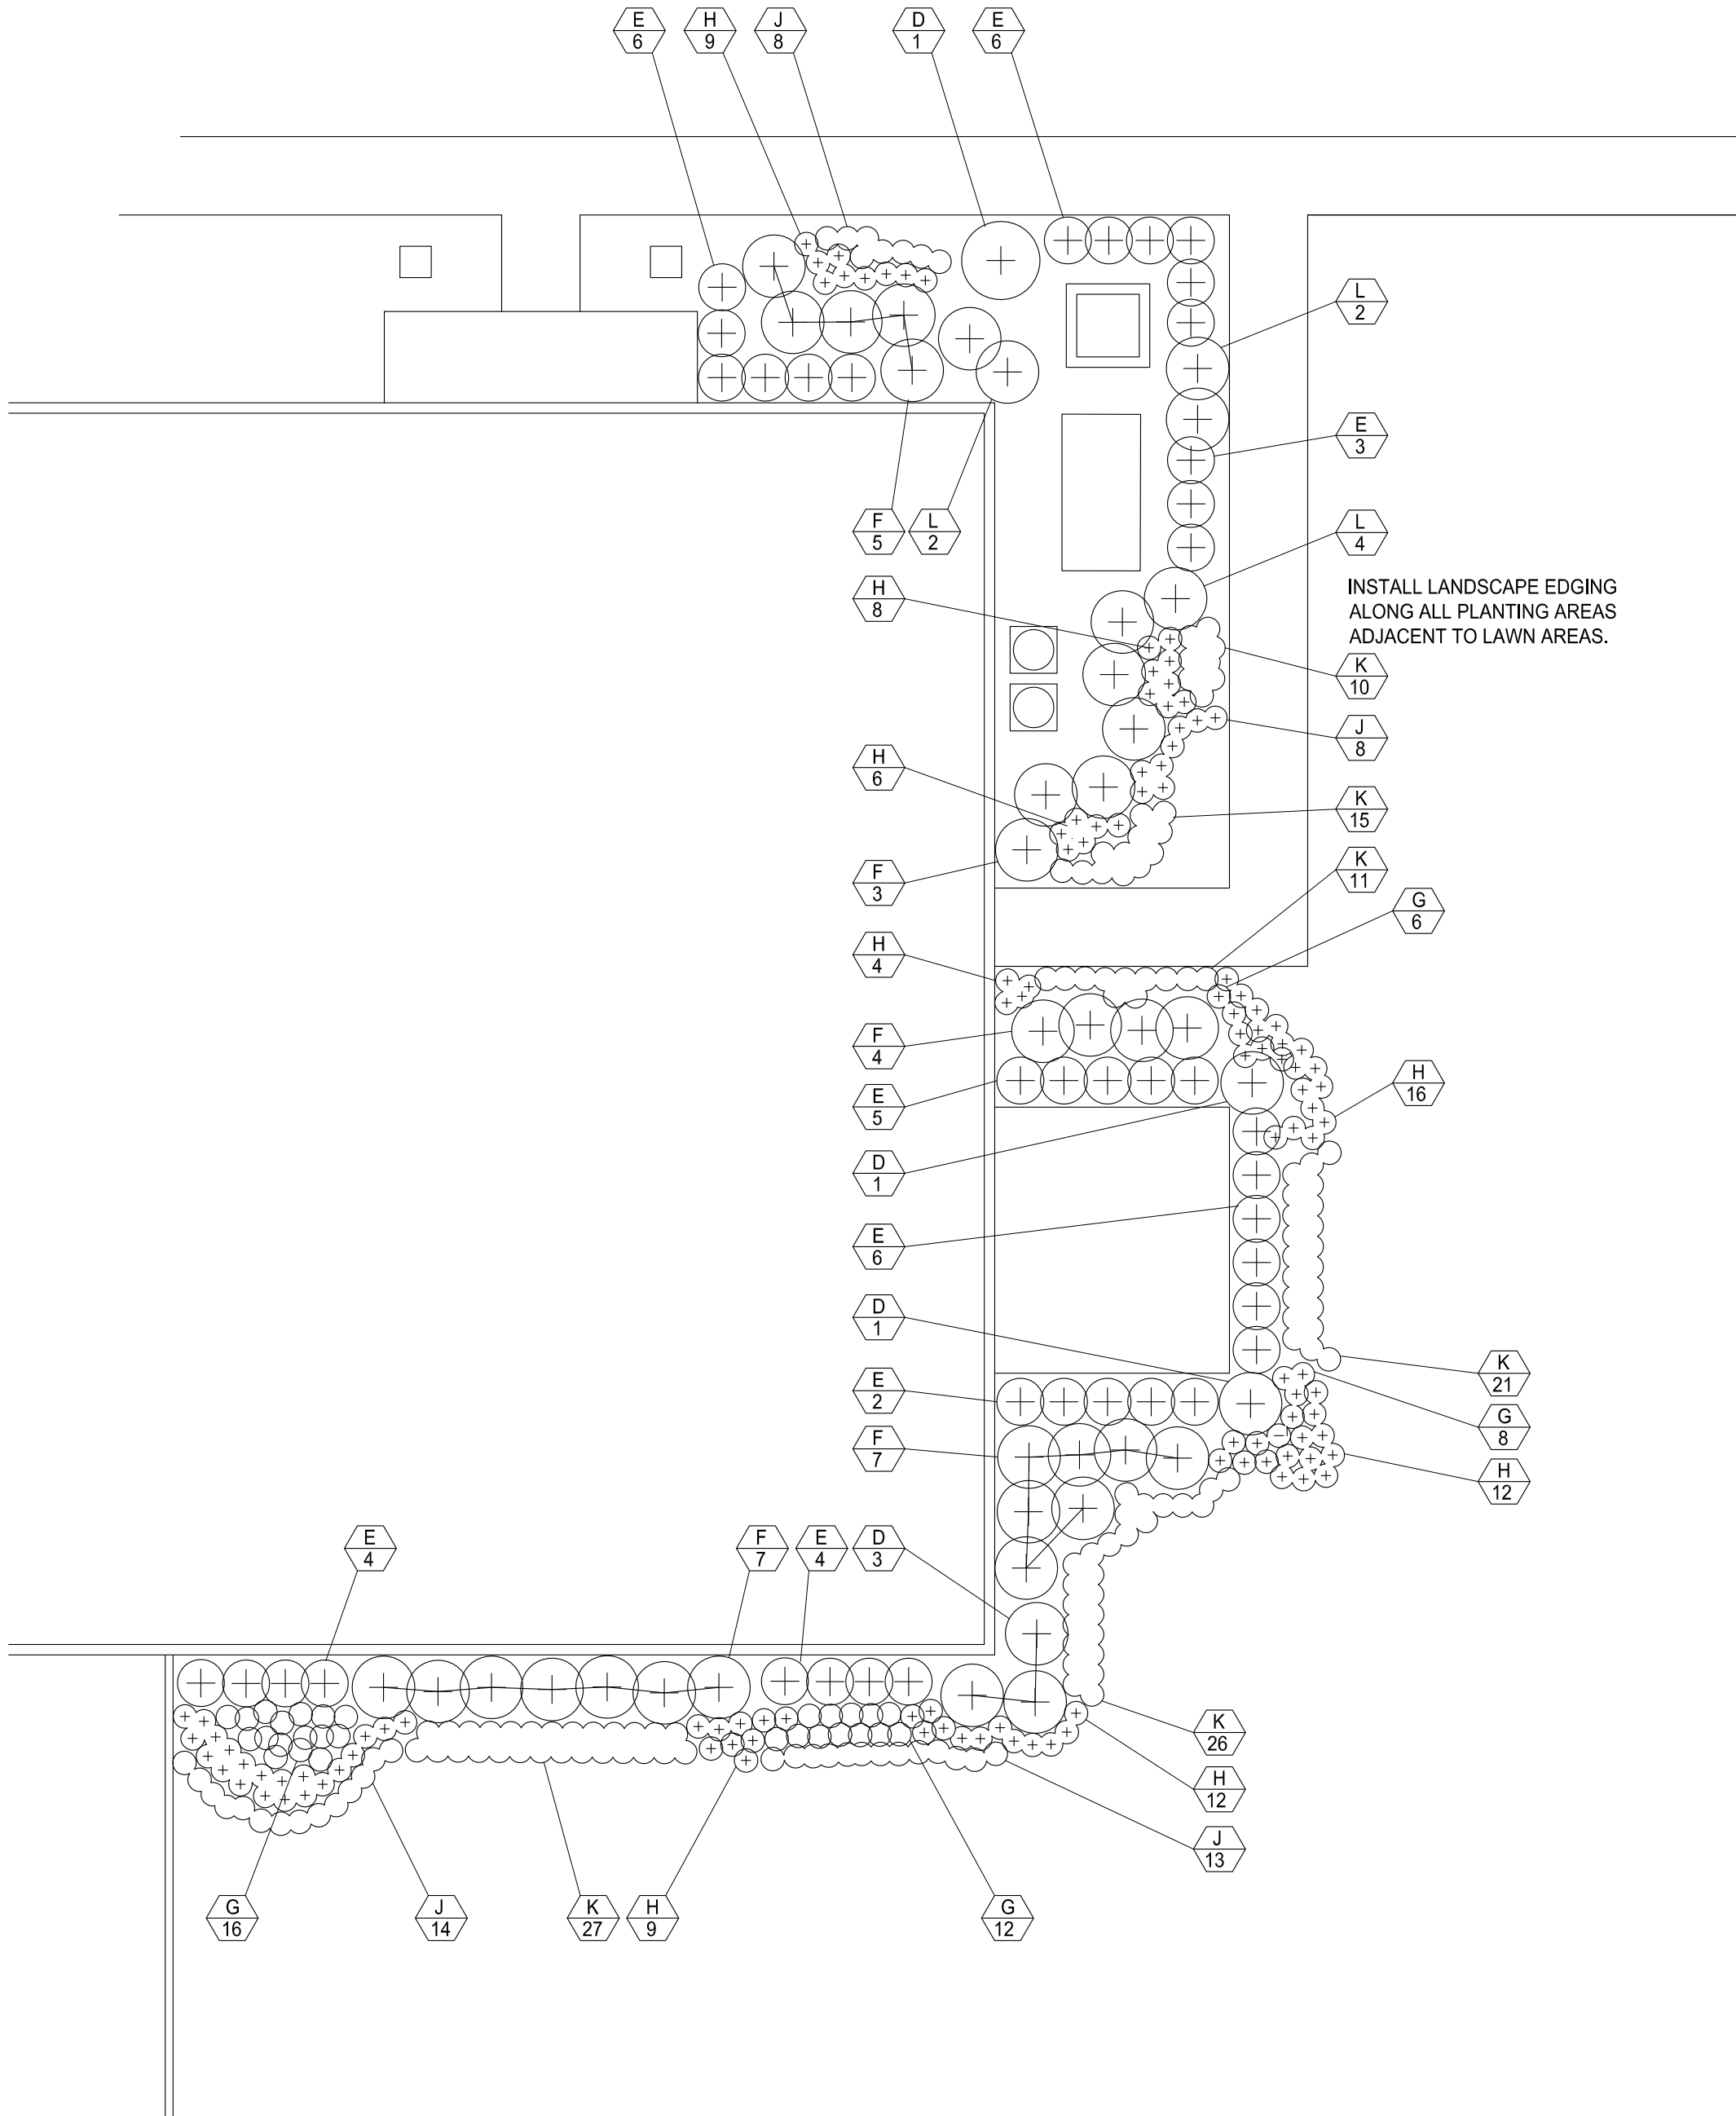 E
6
H
9
J
8
D
1
E
6
L
2
E
3
F
5
L
2
L
4
H
8
INSTALL LANDSCAPE EDGING
ALONG ALL PLANTING AREAS
ADJACENT TO LAWN AREAS.
K
10
J
8
H
6
K
15
F
3
K
11
G
6
H
4
F
4
E
5
H
16
D
1
E
6
D
1
E
2
K
21
F
7
G
8
H
12
E
4
F
7
E
4
D
3
K
26
H
12
J
13
G
16
J
14
K
27
H
9
G
12